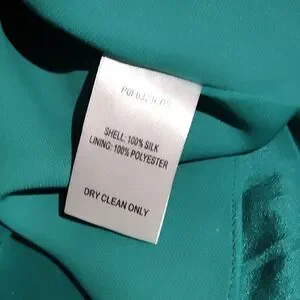 SHELL: 100% SILK
LINING: 100% POLYESTER
DRY CLEAN ONLY